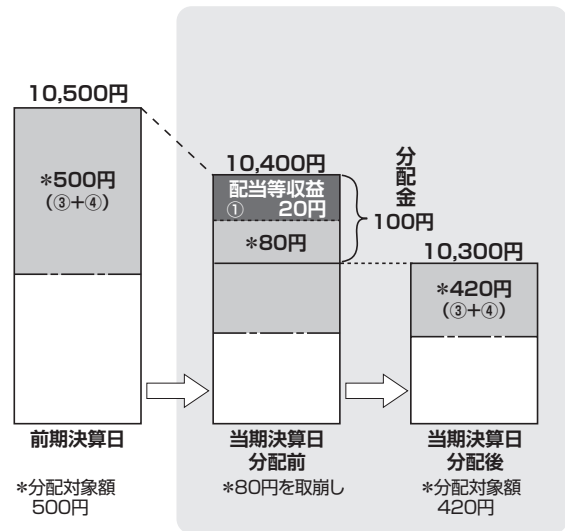 10,500円
*500円
(③+④)
前期決算日
*分配対象額
500円
10,400円
配当等収益
① 20円
*80円
分配金
100円
当期決算日
分配前
*80円を取崩し
10,300円
*420円
(③+④)
当期決算日
分配後
*分配対象額
420円